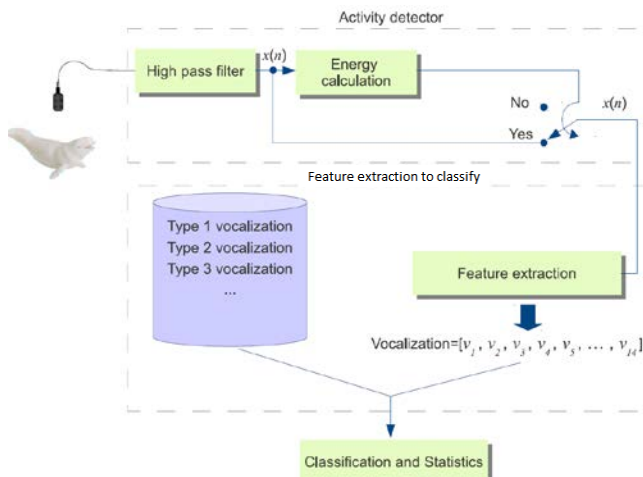 Activity detector
High pass filter
x(n)
Energy calculation
No
x(n)
Yes
Feature extraction to classify
Type 1 vocalization
Type 2 vocalization
Type 3 vocalization
...
Feature extraction
Vocalization=[v1, v2, v3, v4, v5, ..., v14]
Classification and Statistics